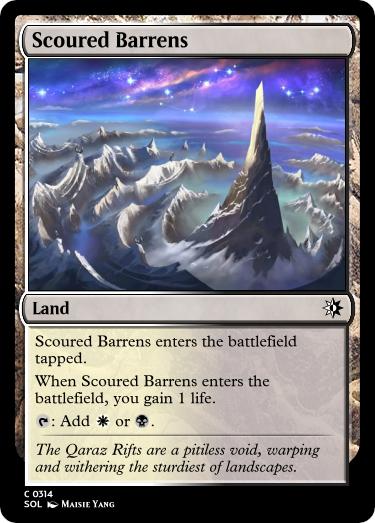 Scoured Barrens
Land
Scoured Barrens enters the battlefield
tapped.
When Scoured Barrens enters the
battlefield, you gain 1 life.
: Add or .
The Qaraz Rifts are a pitiless void, warping
and withering the sturdiest of landscapes.
C 0314
SOL Maisie Yang